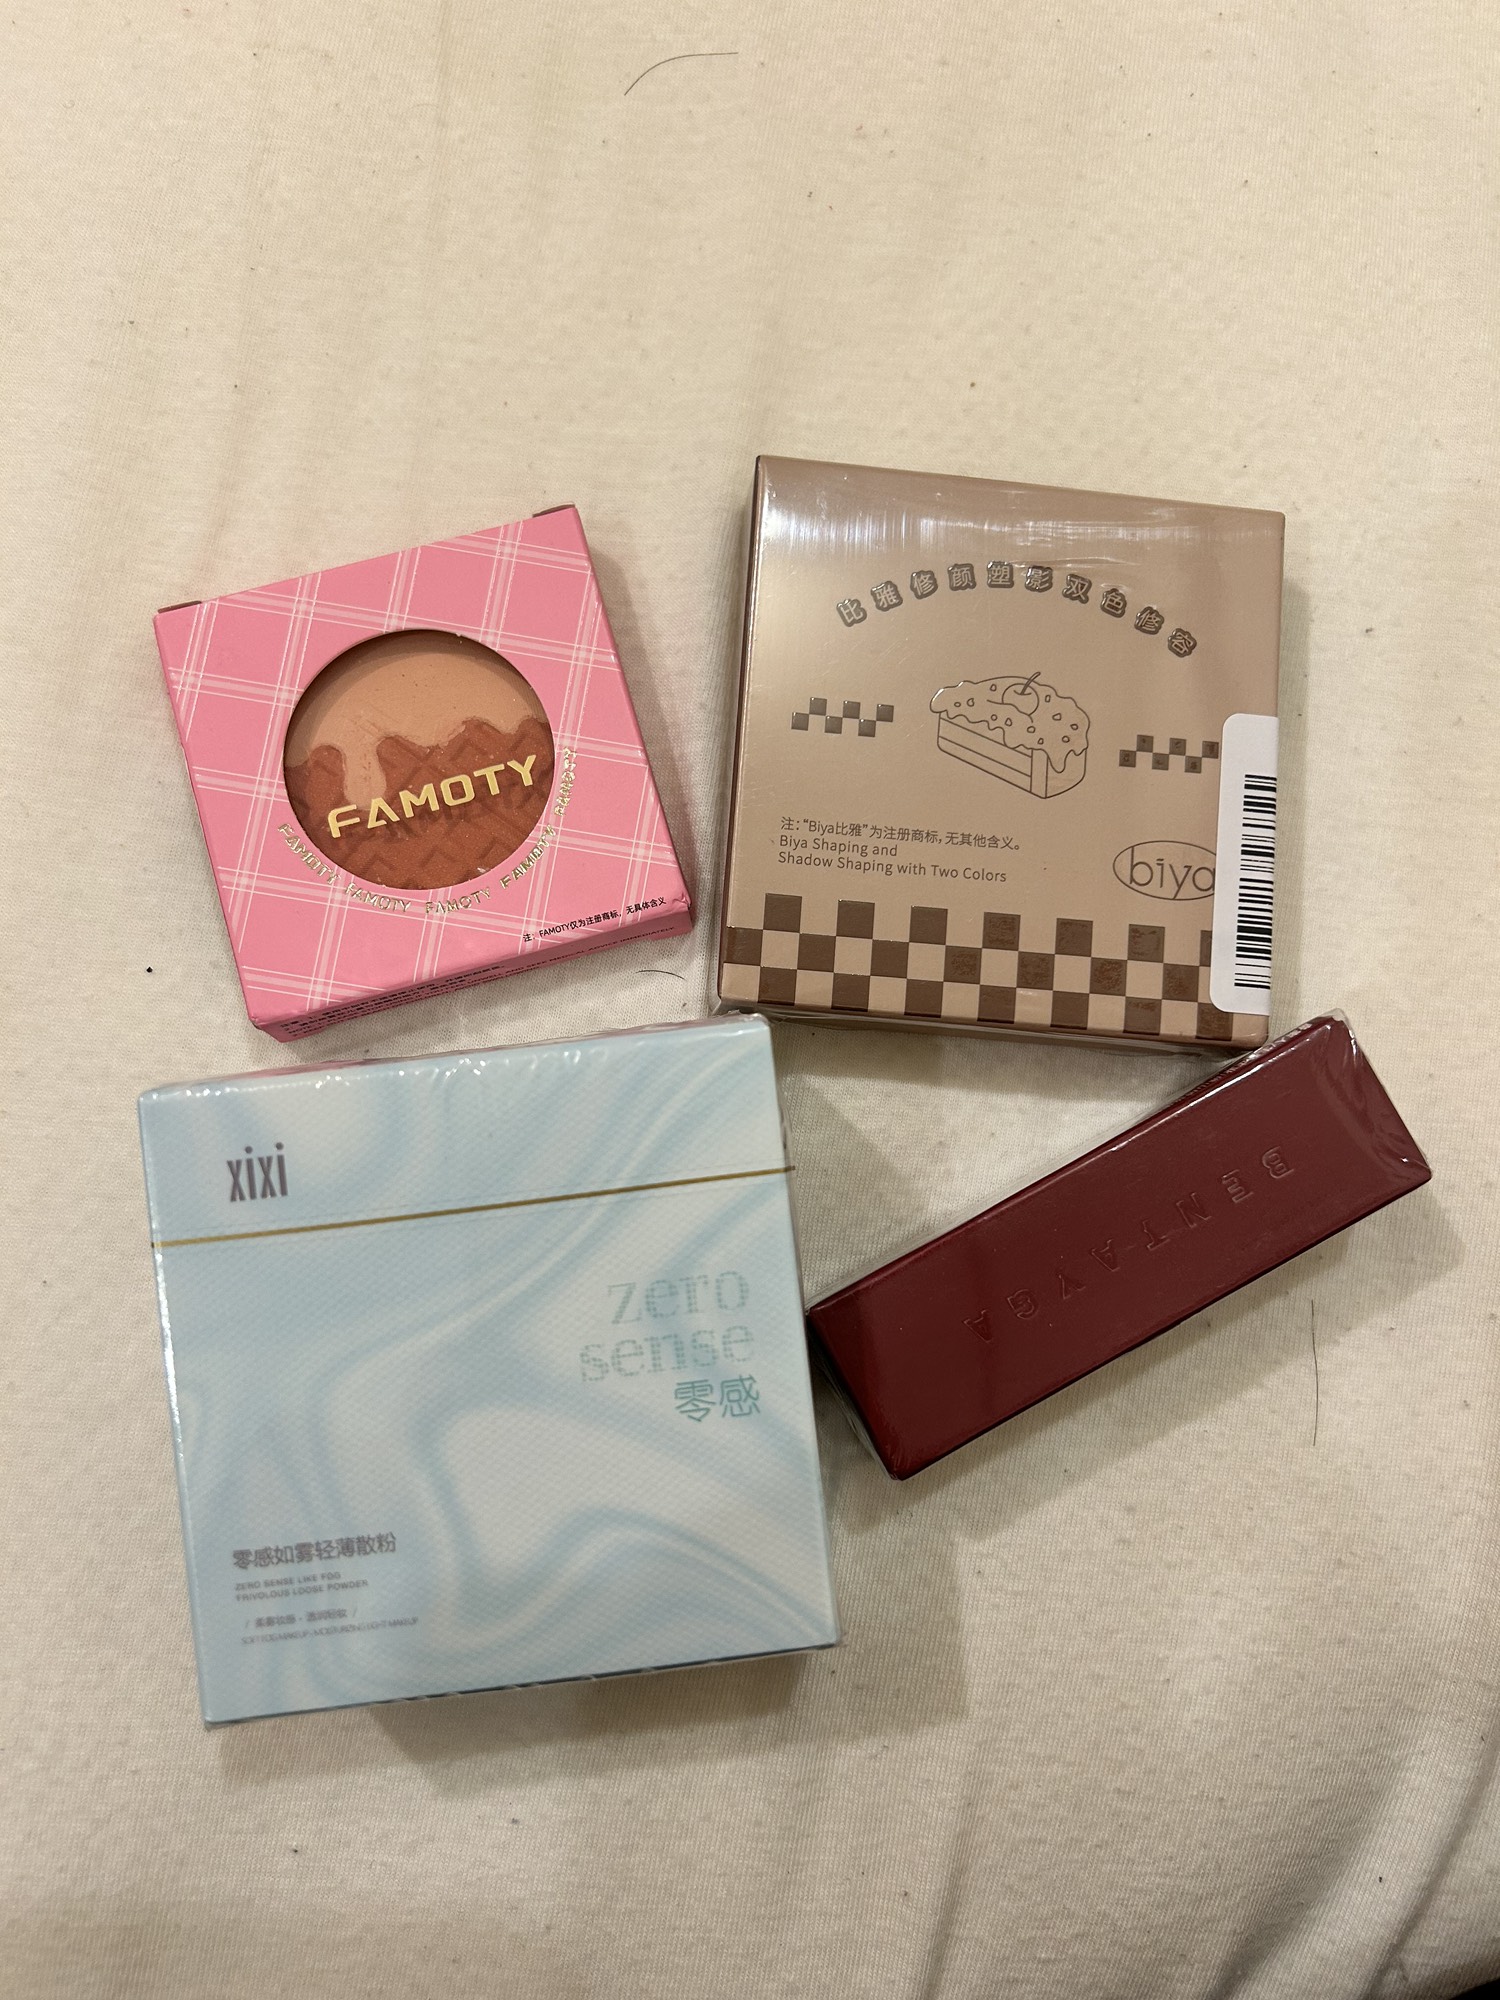 FAMOTY
FAMOTY FAMOTY FAMOTY FAMOTY FAMOTY
注：FAMOTY仅为注册商标，无具体含义
比雅修颜塑影双色修容
注：“Biya比雅”为注册商标，无其他含义。
Biya Shaping and
Shadow Shaping with Two Colors
biya
xixi
zero
sense
零感
零感如雾轻薄散粉
ZERO SENSE LIKE FOG
FRIVOLOUS LOOSE POWDER
BENTAYGA